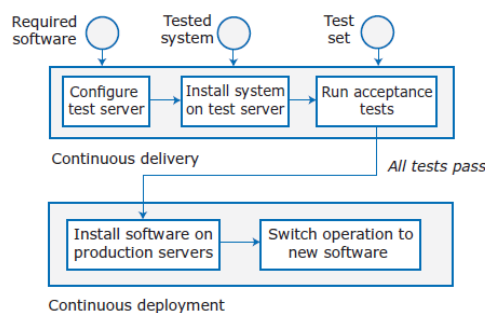 Required
software
Tested
system
Test
set
Configure
test server
Install system
on test server
Run acceptance
tests
Continuous delivery
All tests pass
Install software on
production servers
Switch operation to
new software
Continuous deployment